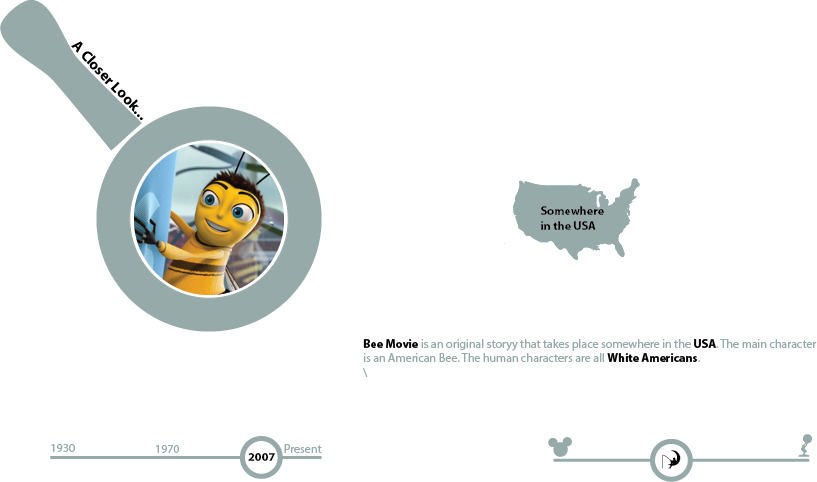 A Closer Look...
Somewhere
in the USA
Bee Movie is an original storyy that takes place somewhere in the USA. The main character
is an American Bee. The human characters are all White Americans.
\
1930
1970
2007
Present